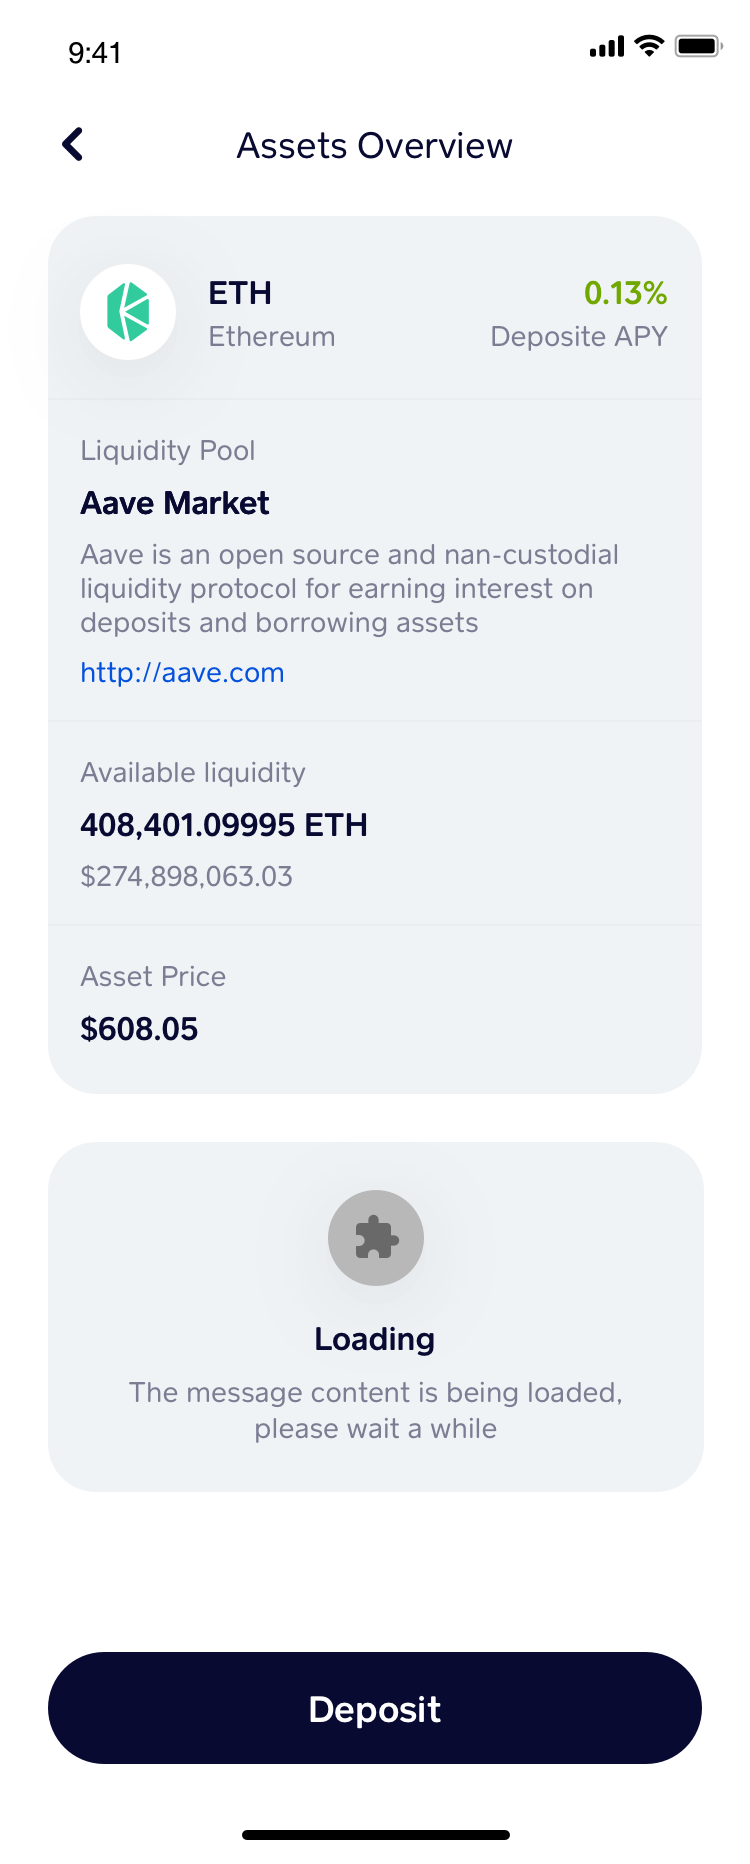 9:41
Assets Overview
ETH
0.13%
Ethereum
Deposite APY
Liquidity Pool
Aave Market
Aave is an open source and nan-custodial
liquidity protocol for earning interest on
deposits and borrowing assets
http://aave.com
Available liquidity
408,401.09995 ETH
$274,898,063.03
Asset Price
$608.05
Loading
The message content is being loaded,
please wait a while
Deposit